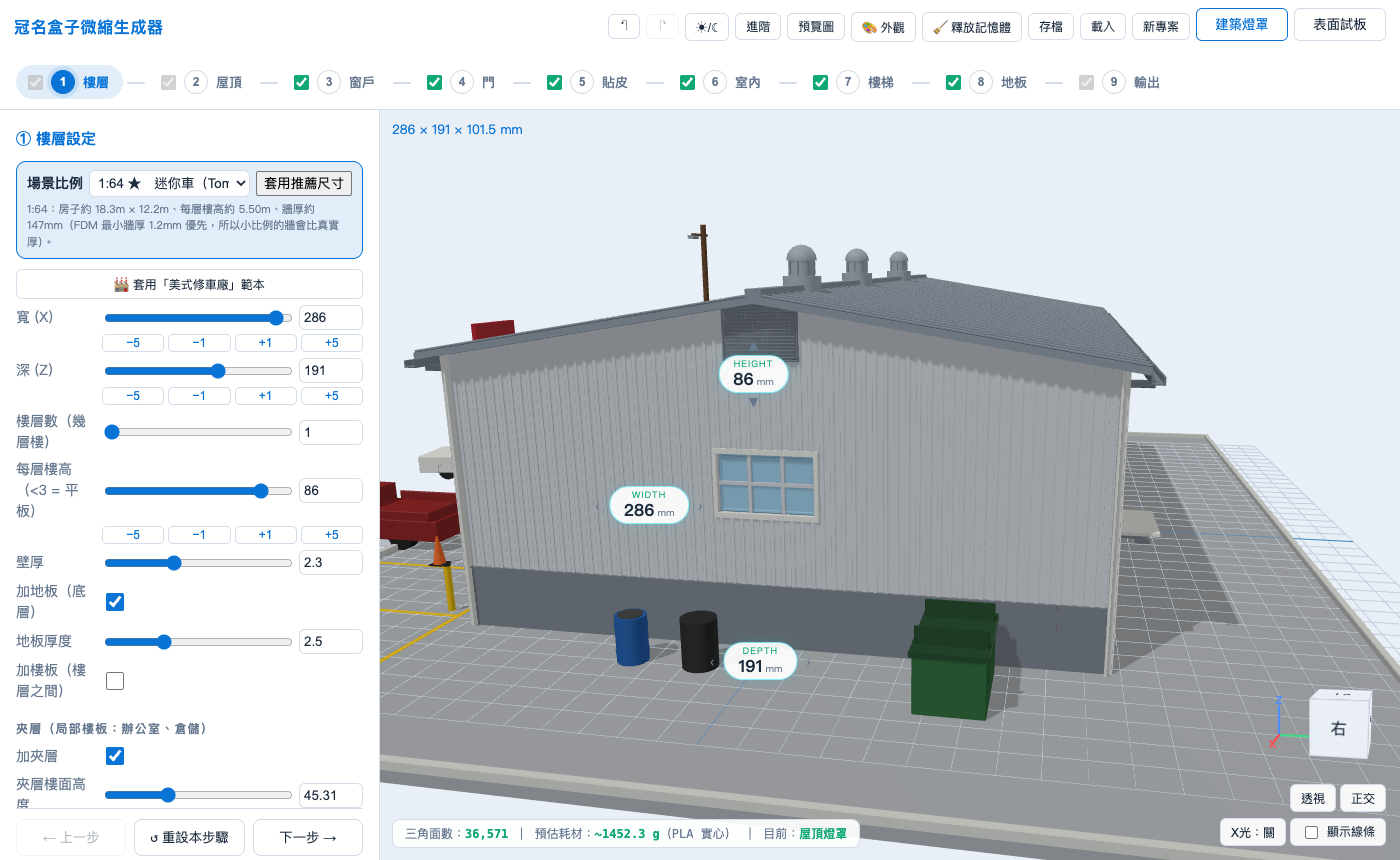 冠名盒子微縮生成器
☀/☾ 進階 預覽圖 🎨 外觀 🧹 釋放記憶體 存檔 載入 新專案 建築燈罩 表面試板
1 樓層 2 屋頂 3 窗戶 4 門 5 貼皮 6 室內 7 樓梯 8 地板 9 輸出
① 樓層設定
場景比例 1:64 ★ 迷你車（Tom 套用推薦尺寸
1:64：房子約 18.3m × 12.2m、每層樓高約 5.50m、牆厚約
147mm（FDM 最小牆厚 1.2mm 優先，所以小比例的牆會比真實
厚）。
🏭 套用「美式修車廠」範本
寬 (X) 286
−5 −1 +1 +5
深 (Z) 191
−5 −1 +1 +5
樓層數（幾
層樓） 1
每層樓高
（<3 = 平
板） 86
−5 −1 +1 +5
壁厚 2.3
加地板（底
層）
地板厚度 2.5
加樓板（樓
層之間）
夾層（局部樓板：辦公室、倉儲）
加夾層
夾層樓面高
度 45.31
← 上一步 ↺ 重設本步驟 下一步 →
286 × 191 × 101.5 mm
HEIGHT
86 mm
WIDTH
286 mm
DEPTH
191 mm
Z
X
右
透視 正交
X光：關 顯示線條
三角面數：36,571 | 預估耗材：~1452.3 g (PLA 實心) | 目前：屋頂燈罩